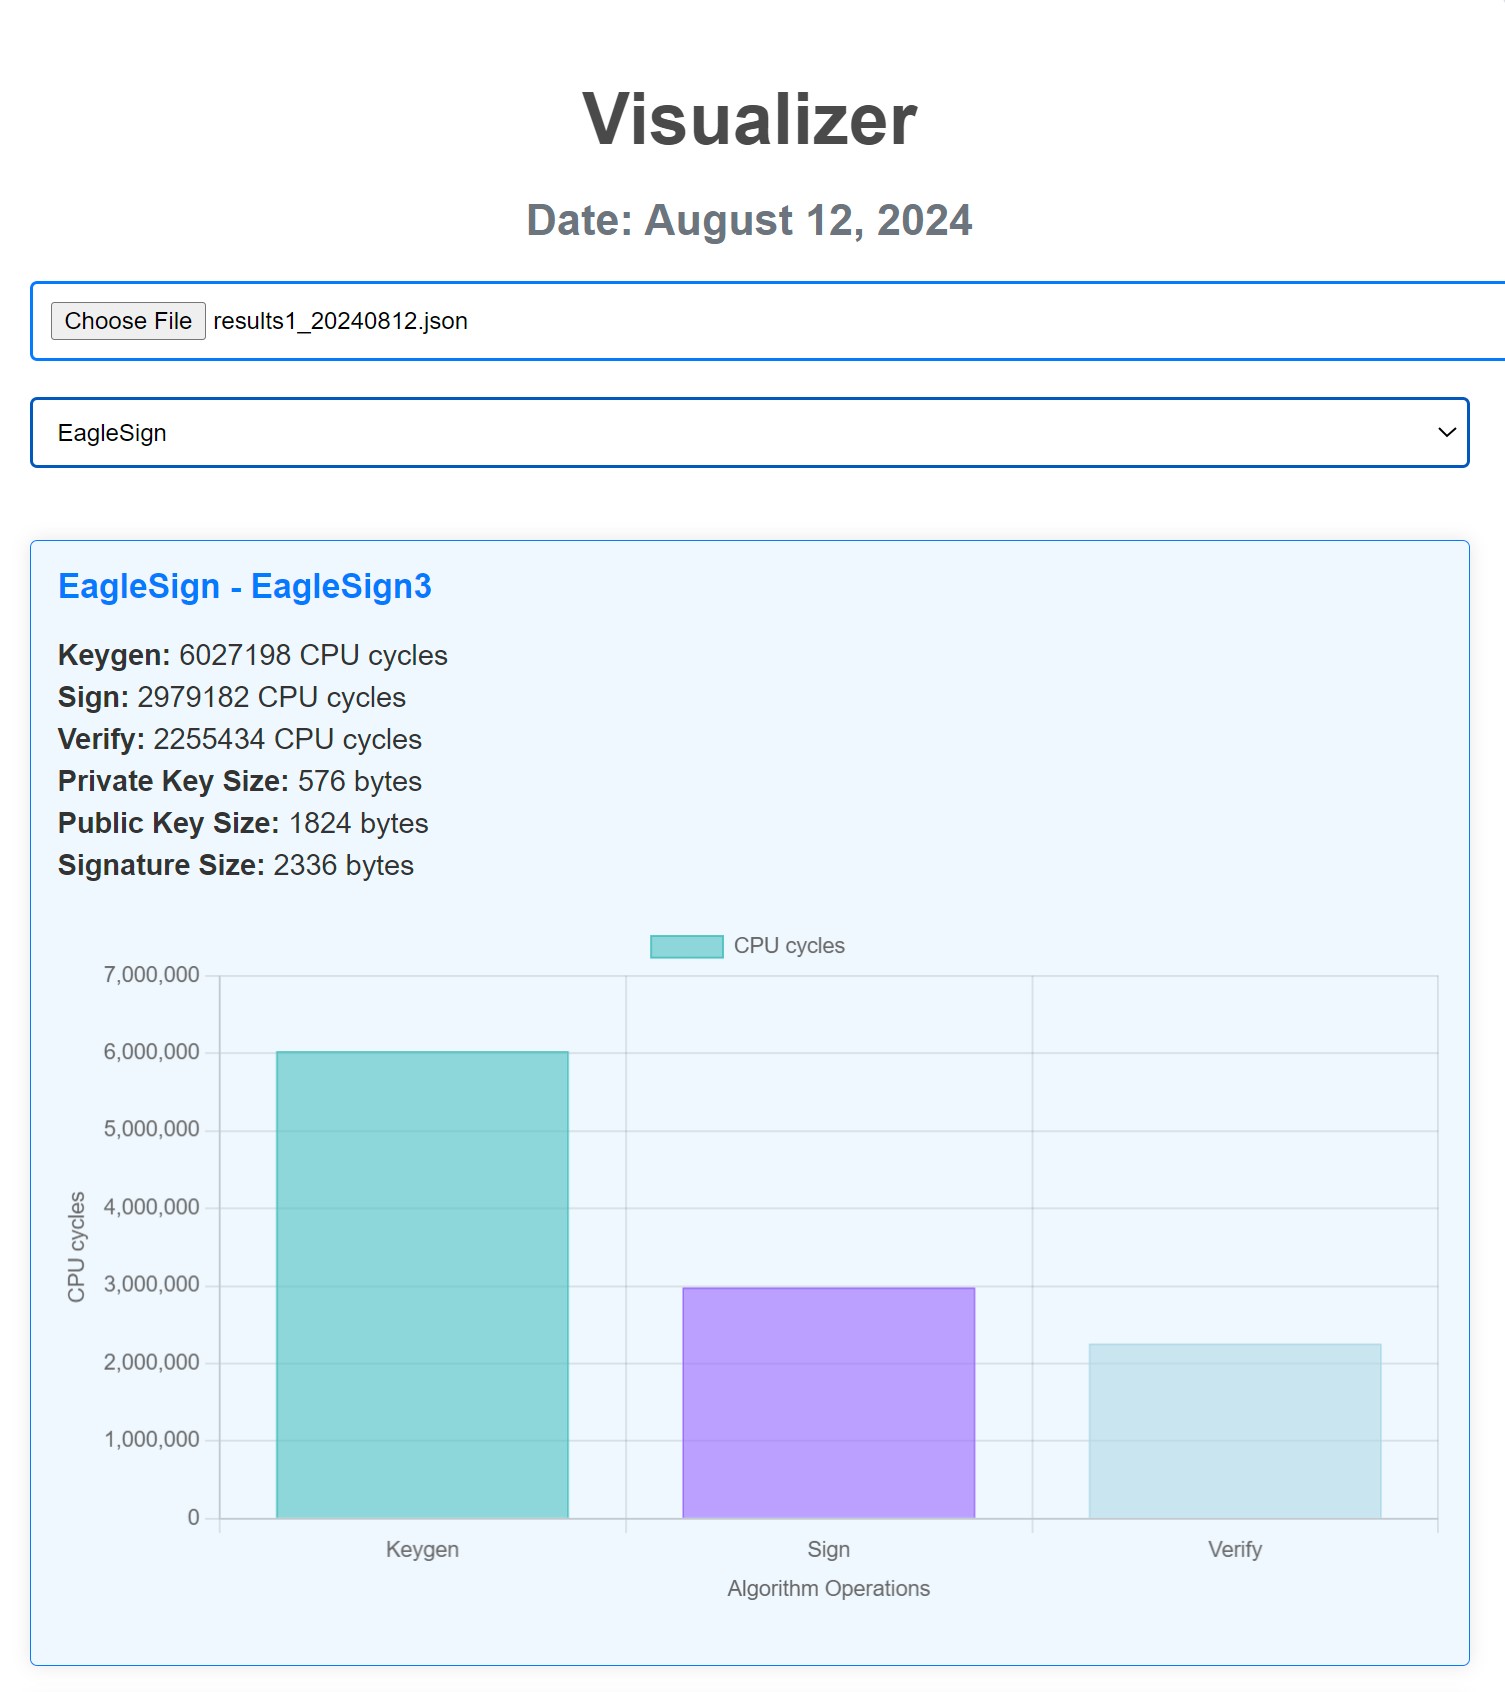 Visualizer
Date: August 12, 2024
Choose File results1_20240812.json
EagleSign
EagleSign - EagleSign3
Keygen: 6027198 CPU cycles
Sign: 2979182 CPU cycles
Verify: 2255434 CPU cycles
Private Key Size: 576 bytes
Public Key Size: 1824 bytes
Signature Size: 2336 bytes
CPU cycles
7,000,000
6,000,000
5,000,000
4,000,000
3,000,000
2,000,000
1,000,000
0
CPU cycles
Keygen Sign Verify
Algorithm Operations